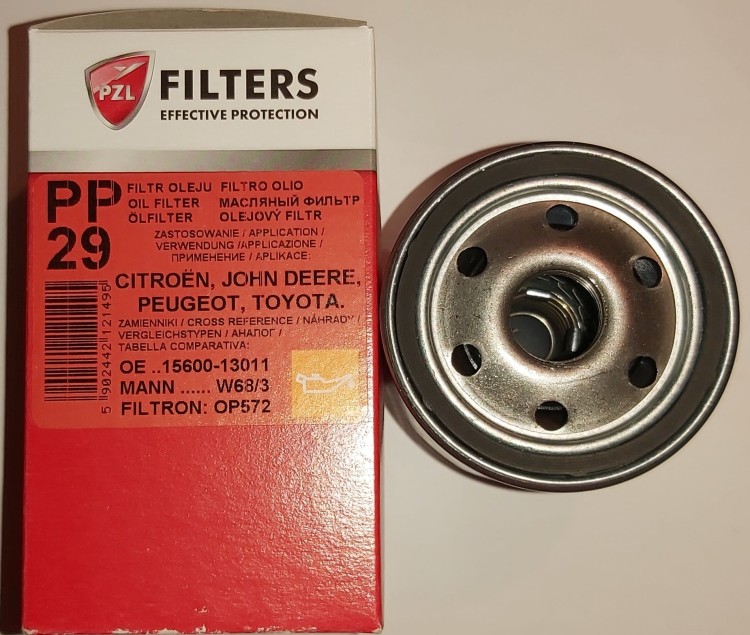 PZL
FILTERS
EFFECTIVE PROTECTION
PP
29
FILTR OLEJU FILTRO OLIO
OIL FILTER МАСЛЯНЫЙ ФИЛЬТР
ÖLFILTER OLEJOVÝ FILTR
ZASTOSOWANIE / APPLICATION /
VERWENDUNG /APPLICAZIONE /
ПРИМЕНЕНИЕ / APLIKACE:
CITROËN, JOHN DEERE,
PEUGEOT, TOYOTA.
ZAMIENNIKI / CROSS REFERENCE / NÁHRADY /
VERGLEICHSTYPEN / АНАЛОГ /
TABELLA COMPARATIVA:
OE ..15600-13011
MANN ...... W68/3
FILTRON: OP572
5 902442 121495